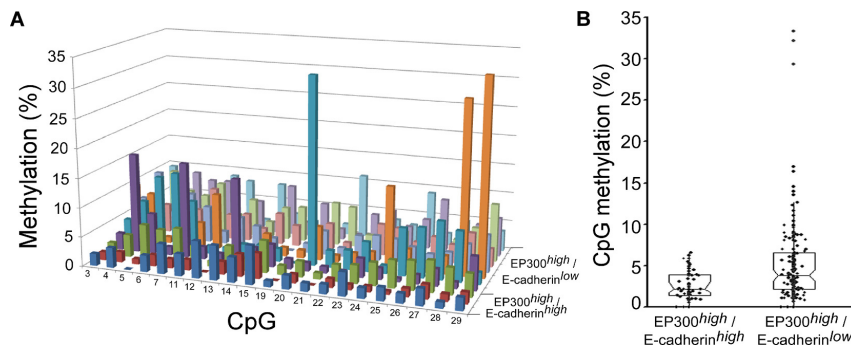 A
Methylation (%)
35
30
25
20
15
10
5
0
3 4 5 6 7 11 12 13 14 15 19 20 21 22 23 24 26 27 28 29
CpG
EP300high /
E-cadherinlow
EP300high /
E-cadherinhigh
B
CpG methylation (%)
35
30
25
20
15
10
5
0
EP300high /
E-cadherinhigh
EP300high /
E-cadherinlow